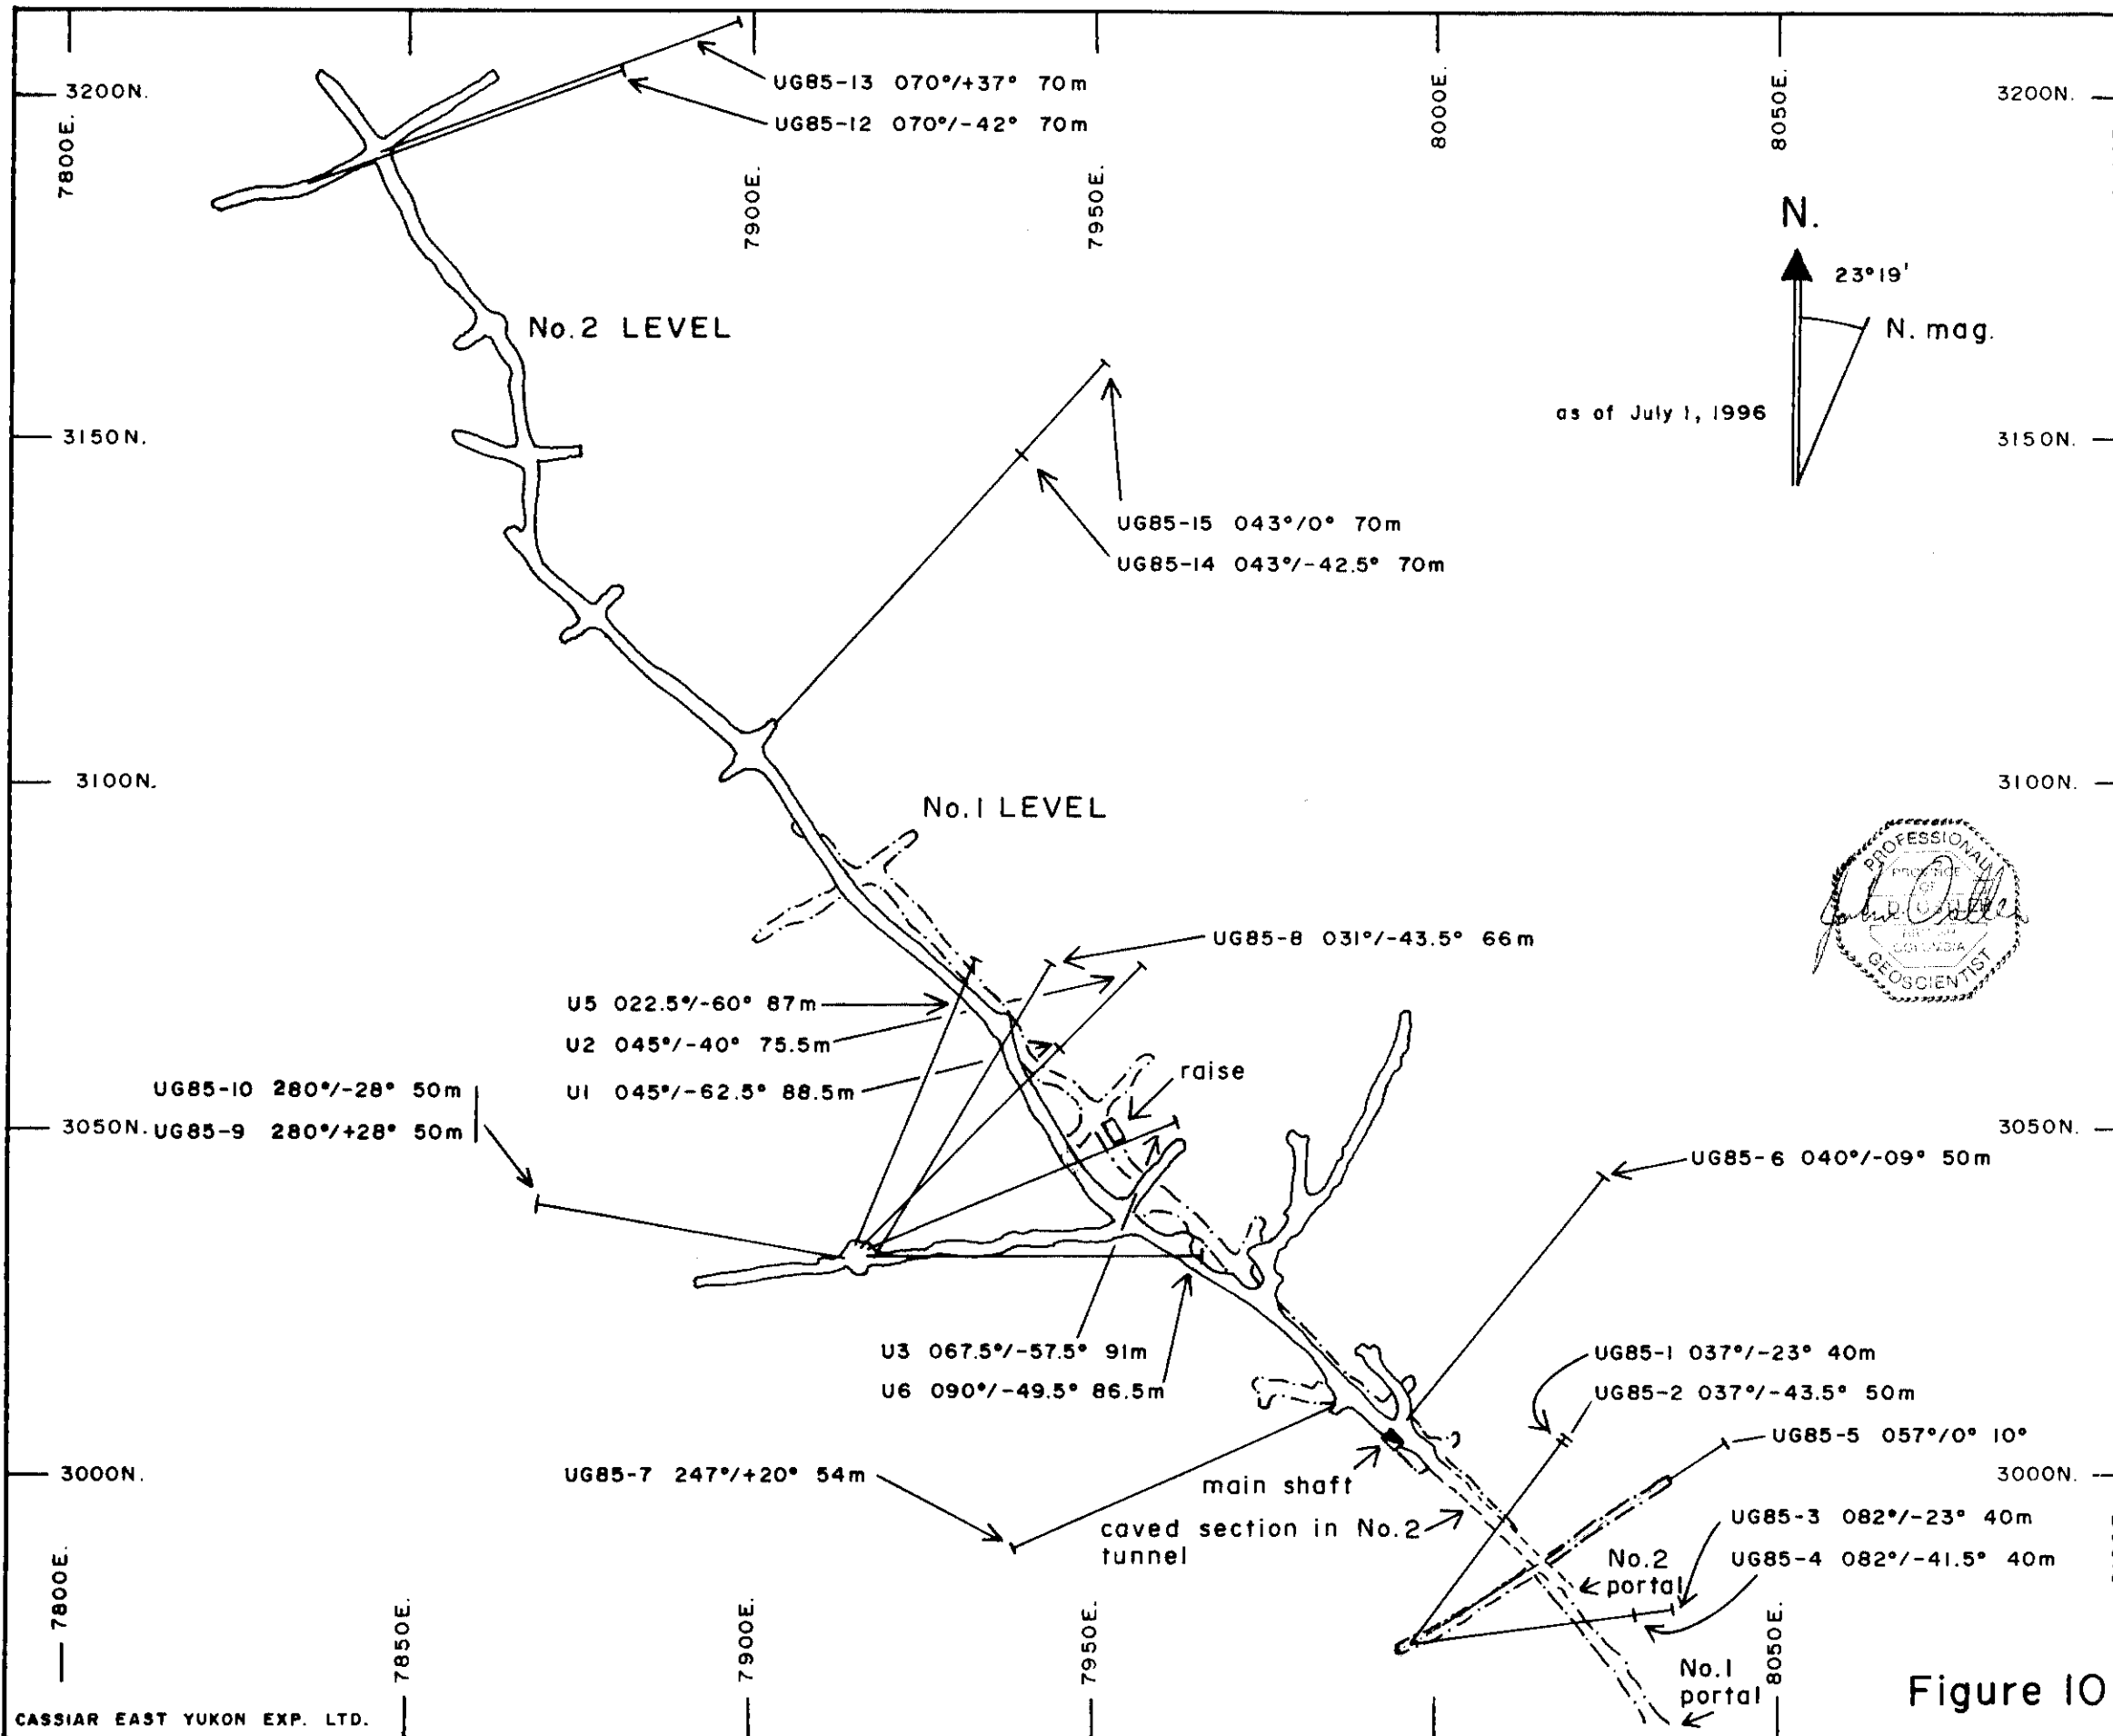 UG85-13 070°/+37° 70m
UG85-12 070°/-42° 70m
3200N.
3200N.
7800E.
7900E.
7950E.
8000E.
8050E.
N.
23°19'
N. mag.
No.2 LEVEL
as of July 1, 1996
3150N.
3150N.
UG85-15 043°/0° 70m
UG85-14 043°/-42.5° 70m
3100N.
3100N.
No.1 LEVEL
PROFESSIONAL
PROVINCE
OF
BRITISH
COLUMBIA
GEOSCIENTIST
UG85-8 031°/-43.5° 66m
U5 022.5°/-60° 87m
U2 045°/-40° 75.5m
U1 045°/-62.5° 88.5m
raise
UG85-10 280°/-28° 50m
UG85-9 280°/+28° 50m
3050N.
3050N.
UG85-6 040°/-09° 50m
U3 067.5°/-57.5° 91m
U6 090°/-49.5° 86.5m
UG85-1 037°/-23° 40m
UG85-2 037°/-43.5° 50m
UG85-5 057°/0° 10°
3000N.
3000N.
UG85-7 247°/+20° 54m
main shaft
caved section in No.2
tunnel
UG85-3 082°/-23° 40m
UG85-4 082°/-41.5° 40m
No.2
portal
No.1
portal
7800E.
7850E.
7900E.
7950E.
8050E.
Figure 10
CASSIAR EAST YUKON EXP. LTD.